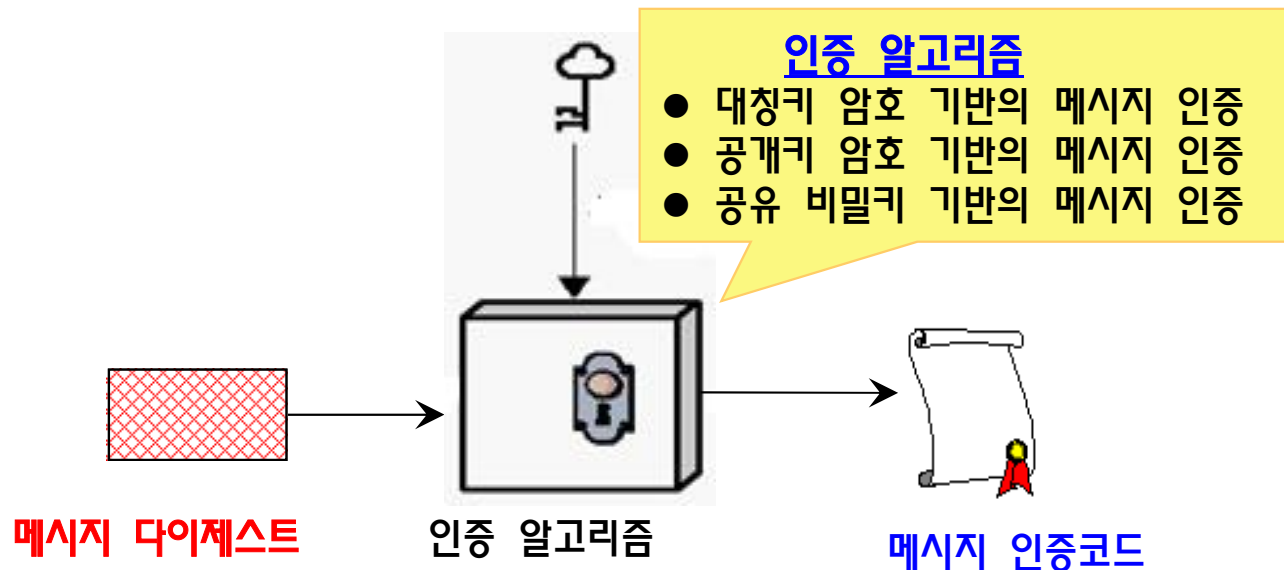 인증 알고리즘
● 대칭키 암호 기반의 메시지 인증
● 공개키 암호 기반의 메시지 인증
● 공유 비밀키 기반의 메시지 인증
메시지 다이제스트
인증 알고리즘
메시지 인증코드